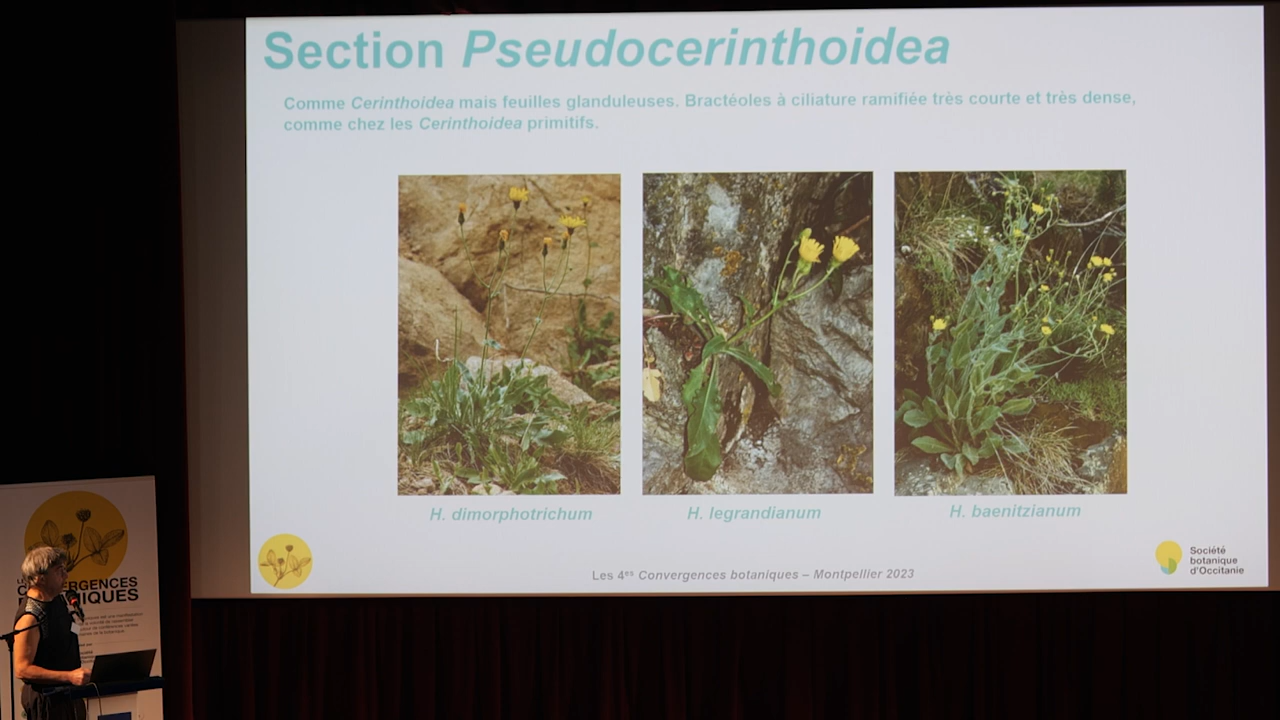 Section Pseudocerinthoidea
Comme Cerinthoidea mais feuilles glanduleuses. Bractéoles à ciliature ramifiée très courte et très dense,
comme chez les Cerinthoidea primitifs.
H. dimorphotrichum
H. legrandianum
H. baenitzianum
Les 4es Convergences botaniques – Montpellier 2023
Société
botanique
d'Occitanie